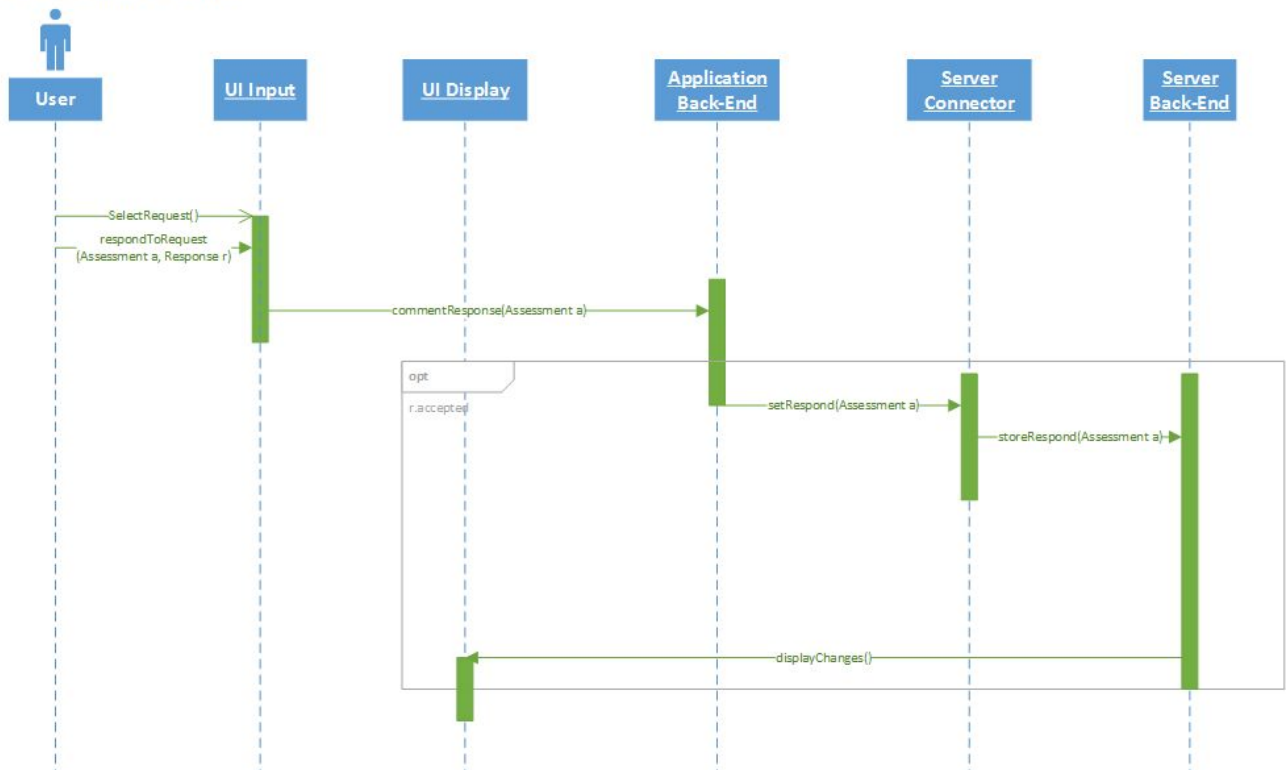 User
UI Input
UI Display
Application
Back-End
Server
Connector
Server
Back-End
SelectRequest()
respondToRequest
(Assessment a, Response r)
commentResponse(Assessment a)
opt
r.accepted
setRespond(Assessment a)
storeRespond(Assessment a)
displayChanges()